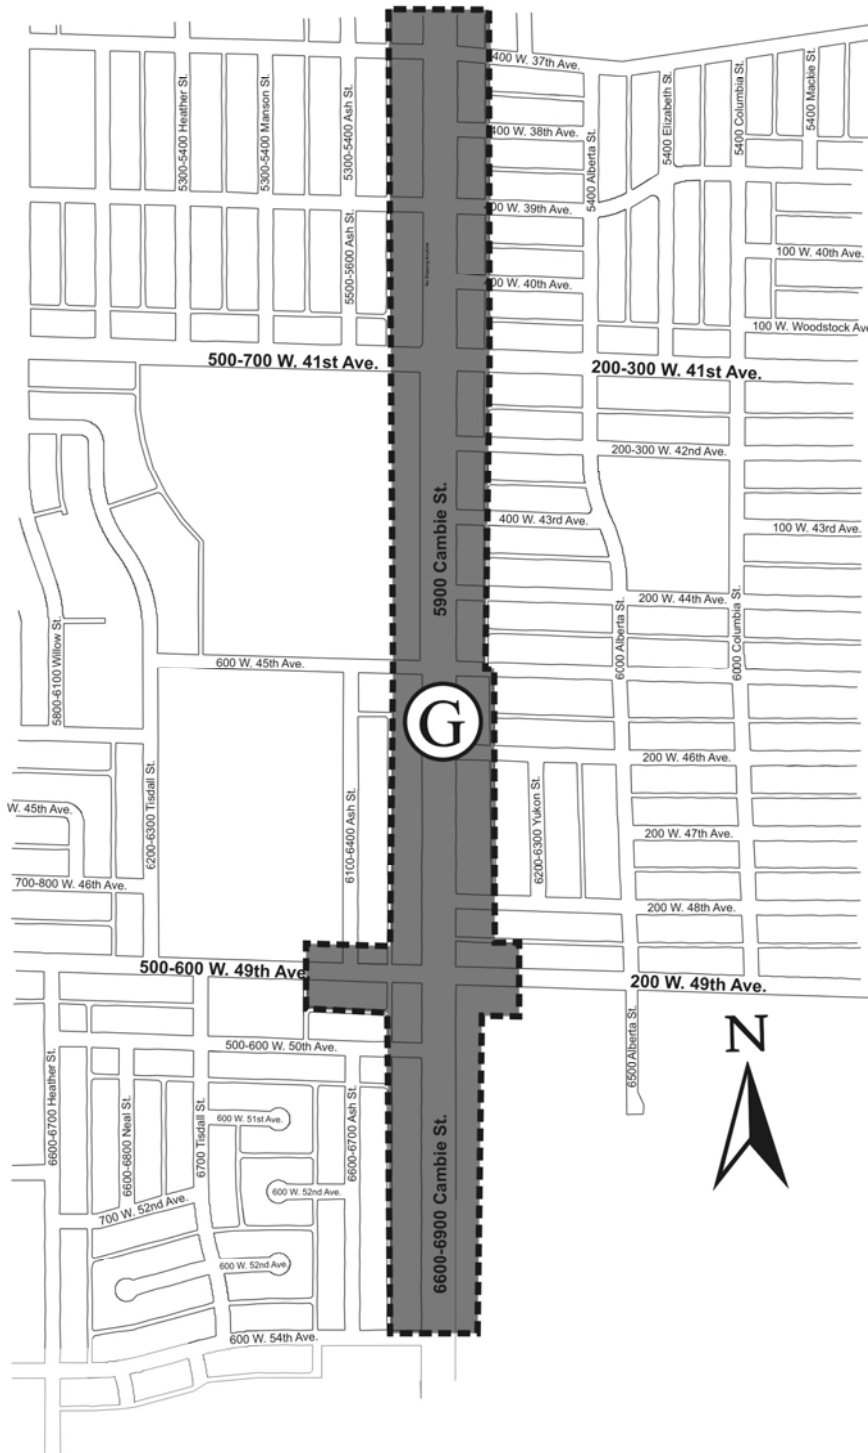 400 W. 37th Ave.
5300-5400 Heather St.
5300-5400 Manson St.
5300-5400 Ash St.
5400 Alberta St.
5400 Elizabeth St.
5400 Columbia St.
5400 Mackie St.
400 W. 38th Ave.
400 W. 39th Ave.
5500-5600 Ash St.
400 W. 40th Ave.
100 W. 40th Ave.
100 W. Woodstock Ave
500-700 W. 41st Ave.
200-300 W. 41st Ave.
200-300 W. 42nd Ave.
400 W. 43rd Ave.
100 W. 43rd Ave.
5900 Cambie St.
200 W. 44th Ave.
6000 Alberta St.
6000 Columbia St.
5800-6100 Willow St.
600 W. 45th Ave.
G
200 W. 46th Ave.
W. 45th Ave.
6200-6300 Tisdall St.
6100-6400 Ash St.
6200-6300 Yukon St.
200 W. 47th Ave.
700-800 W. 46th Ave.
200 W. 48th Ave.
500-600 W. 49th Ave
200 W. 49th Ave.
6500 Alberta St.
N
500-600 W. 50th Ave.
6600-6700 Heather St.
6600-6800 Neal St.
6700 Tisdall St.
600 W. 51st Ave.
6600-6700 Ash St.
6600-6900 Cambie St.
600 W. 52nd Ave.
700 W. 52nd Ave.
600 W. 52nd Ave.
600 W. 54th Ave.